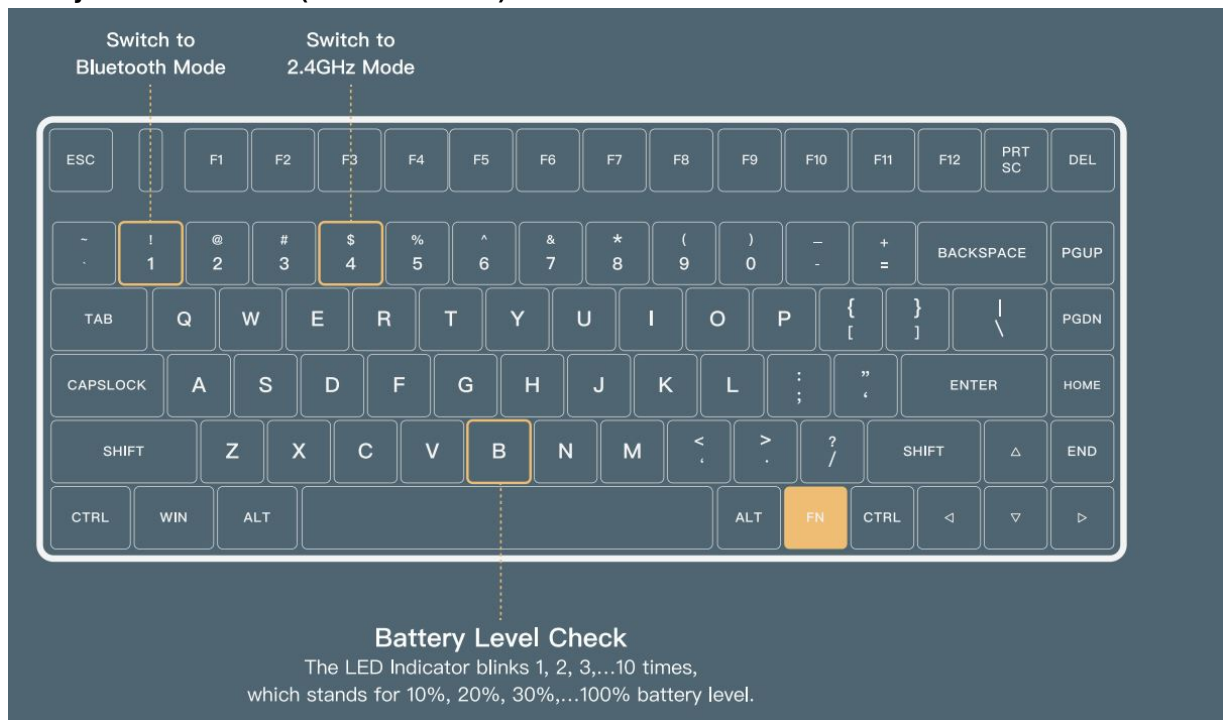 Switch to
Bluetooth Mode
Switch to
2.4GHz Mode
ESC F1 F2 F3 F4 F5 F6 F7 F8 F9 F10 F11 F12 PRT SC DEL
~ ! @ # $ % ^ & * ( ) — +
· 1 2 3 4 5 6 7 8 9 0 - = BACKSPACE PGUP
TAB Q W E R T Y U I O P { [ } ] | \ PGDN
CAPSLOCK A S D F G H J K L : ; ” ‘ ENTER HOME
SHIFT Z X C V B N M < ‘ > . ? / SHIFT △ END
CTRL WIN ALT ALT FN CTRL ◁ ▽ ▷
Battery Level Check
The LED Indicator blinks 1, 2, 3,...10 times,
which stands for 10%, 20%, 30%,...100% battery level.